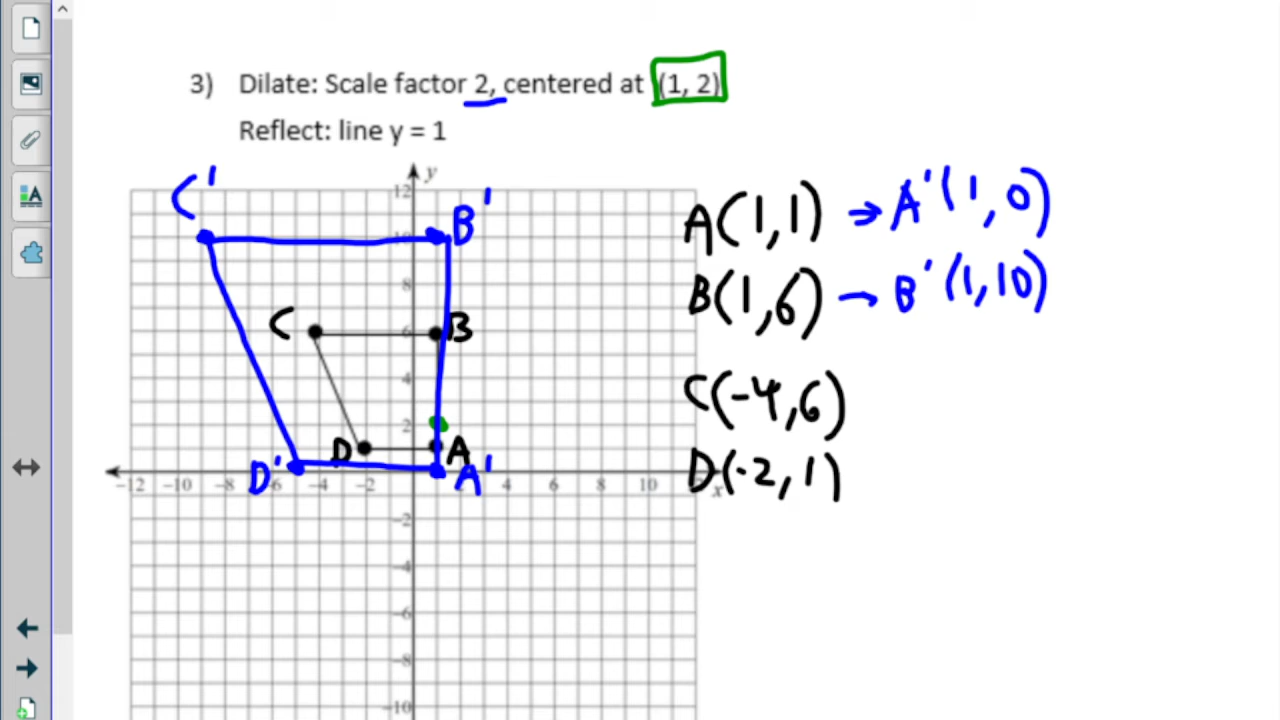 3) Dilate: Scale factor 2, centered at (1, 2)
Reflect: line y = 1
C'
y
12
B'
A(1,1) → A'(1,0)
10
8
B(1,6) → B'(1,10)
C
6
B
4
C(-4,6)
2
D
A
D' A'
D(-2,1)
-12 -10 -8 -6 -4 -2 2 4 6 8 10 x
-2
-4
-6
-8
-10